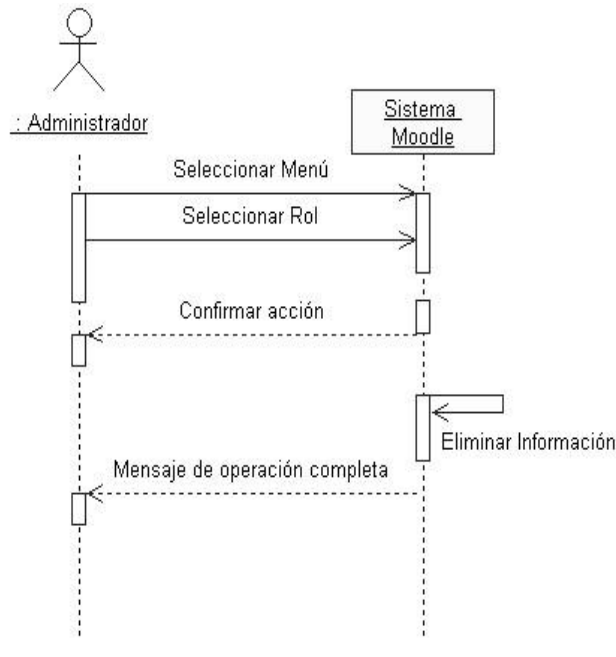 : Administrador
Sistema
Moodle
Seleccionar Menú
Seleccionar Rol
Confirmar acción
Eliminar Información
Mensaje de operación completa